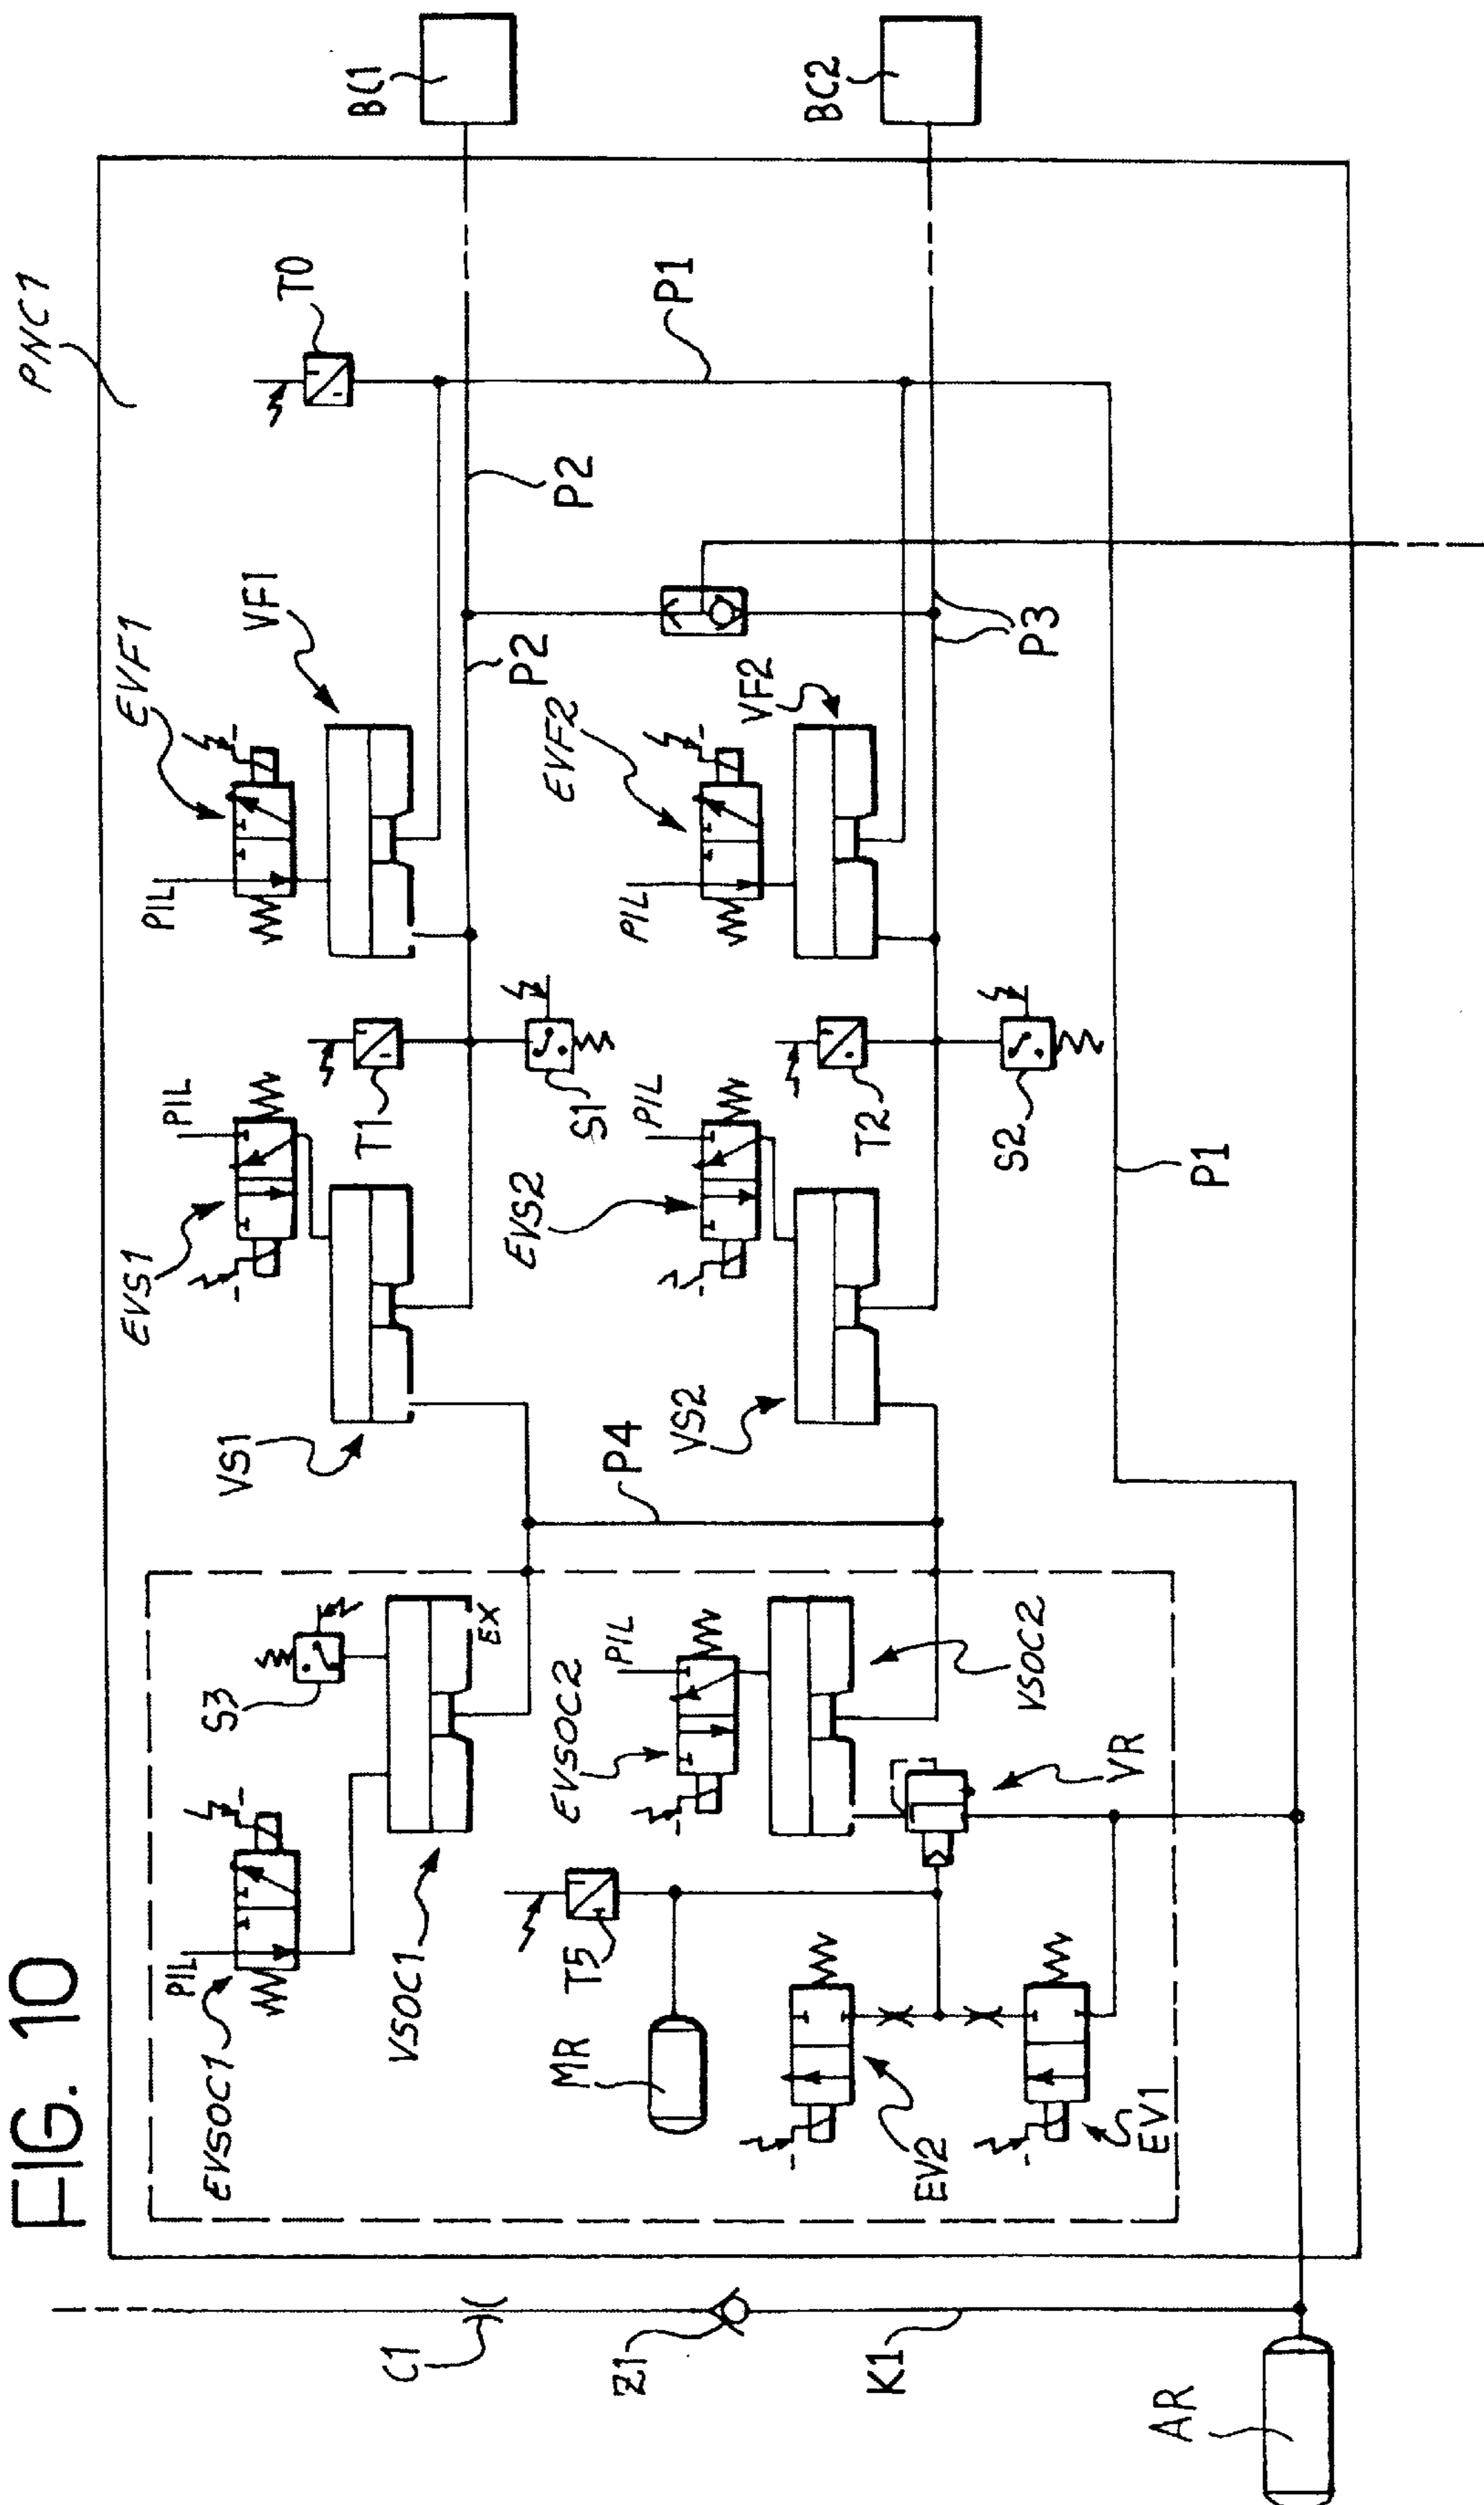 FIG. 10
PNC1
BC1
BC2
T0
P1
P2
P2
P3
EVF1
VF1
PIL
EVF2
VF2
PIL
EVS1
PIL
T1
S1
EVS2
PIL
T2
S2
P1
VS1
VS2
P4
S3
EX
EVSOC1
PIL
VSOC1
EVSOC2
PIL
VSOC2
VR
T5
MR
EV2
EV1
C1
Z1
K1
AR